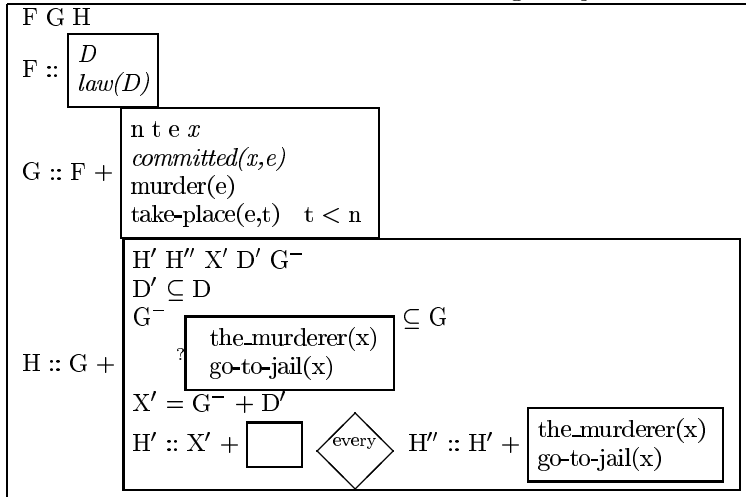 F G H
F :: D
law(D)
G :: F +
n t e x
committed(x,e)
murder(e)
take-place(e,t) t < n
H :: G +
H′ H″ X′ D′ G⁻
D′ ⊆ D
G⁻ ⊆ G
? the_murderer(x)
go-to-jail(x)
X′ = G⁻ + D′
H′ :: X′ + every H″ :: H′ + the_murderer(x)
go-to-jail(x)